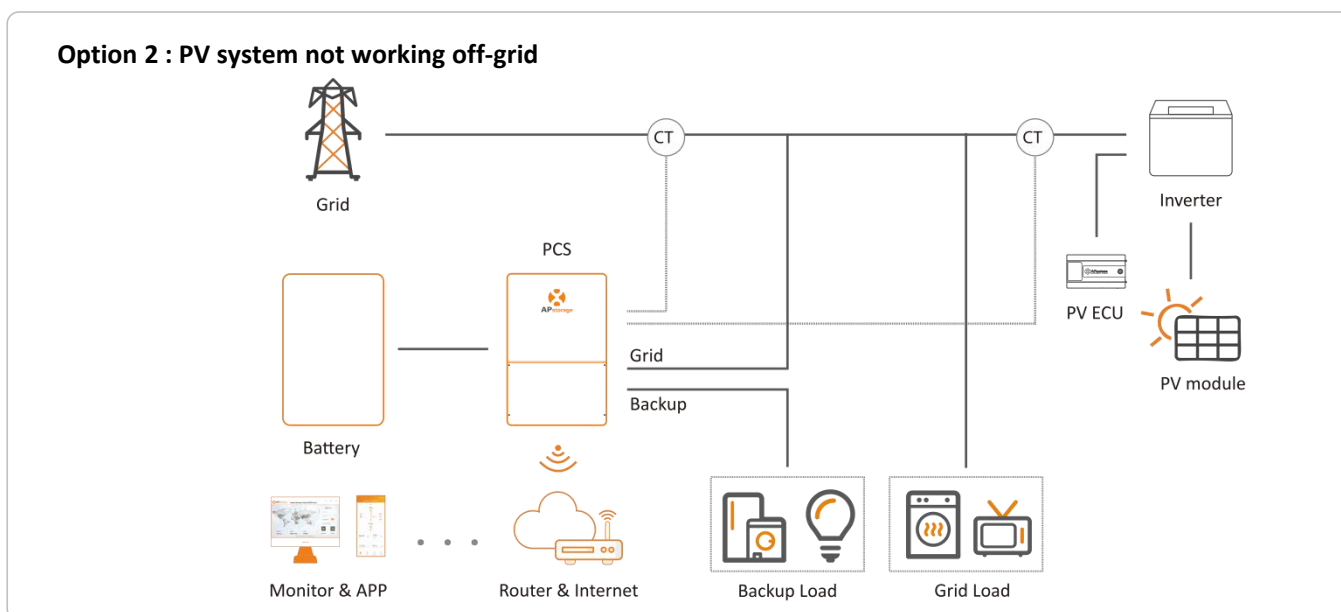 Option 2 : PV system not working off-grid
CT
CT
Grid
Inverter
PCS
APstorage
PV ECU
Grid
PV module
Backup
Battery
Monitor & APP
Router & Internet
Backup Load
Grid Load